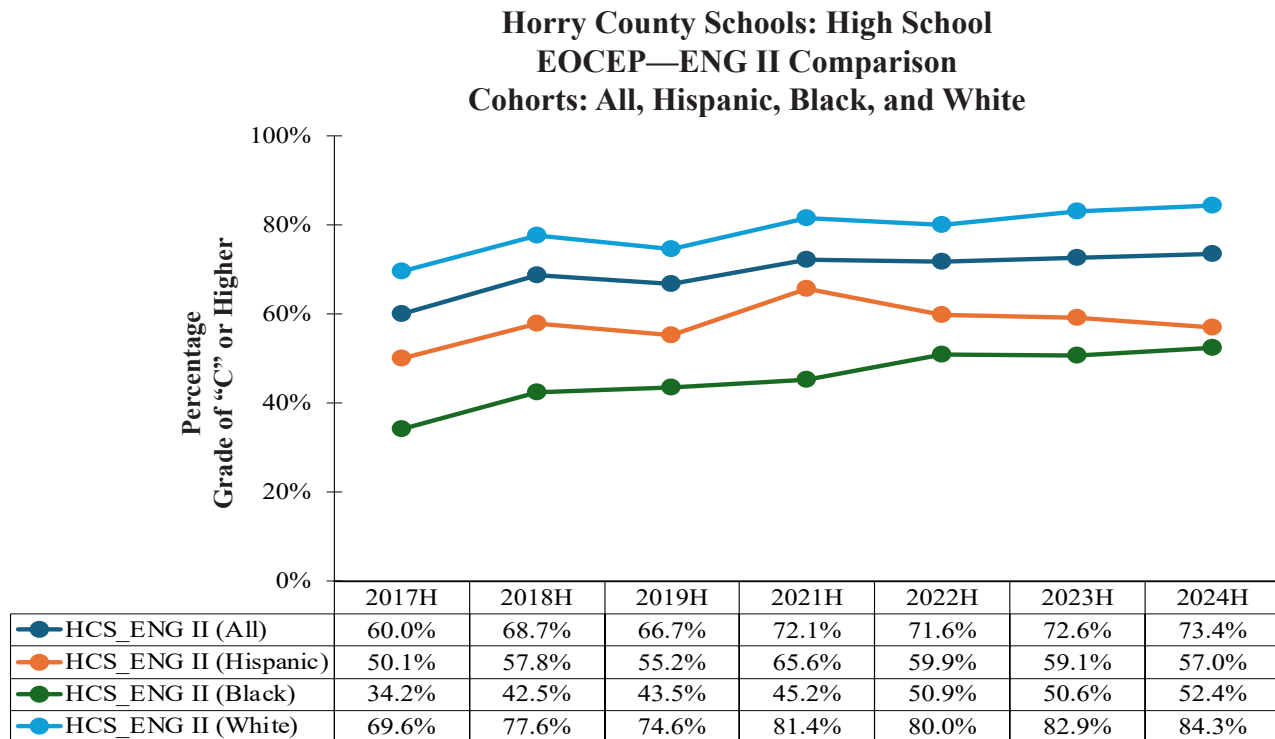 Horry County Schools: High School
EOCEP—ENG II Comparison
Cohorts: All, Hispanic, Black, and White
Percentage
Grade of “C” or Higher
100%
80%
60%
40%
20%
0%
2017H 2018H 2019H 2021H 2022H 2023H 2024H
HCS_ENG II (All) 60.0% 68.7% 66.7% 72.1% 71.6% 72.6% 73.4%
HCS_ENG II (Hispanic) 50.1% 57.8% 55.2% 65.6% 59.9% 59.1% 57.0%
HCS_ENG II (Black) 34.2% 42.5% 43.5% 45.2% 50.9% 50.6% 52.4%
HCS_ENG II (White) 69.6% 77.6% 74.6% 81.4% 80.0% 82.9% 84.3%